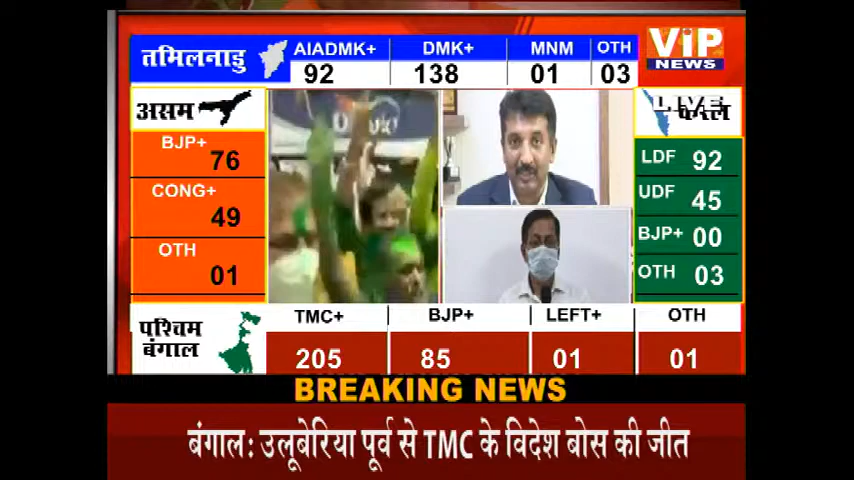 तमिलनाडु
AIADMK+ DMK+ MNM OTH
92 138 01 03
ViP
NEWS
असम
BJP+
76
CONG+
49
OTH
01
LIVE
LDF 92
UDF 45
BJP+ 00
OTH 03
पश्चिम
बंगाल
TMC+ BJP+ LEFT+ OTH
205 85 01 01
BREAKING NEWS
बंगाल: उलूबेरिया पूर्व से TMC के विदेश बोस की जीत